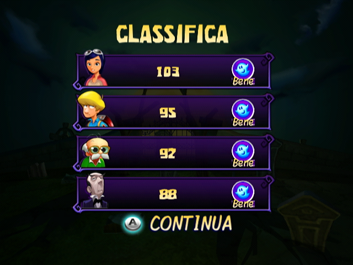 CLASSIFICA
103
Bene
95
Bene
92
Bene
88
Bene
A CONTINUA